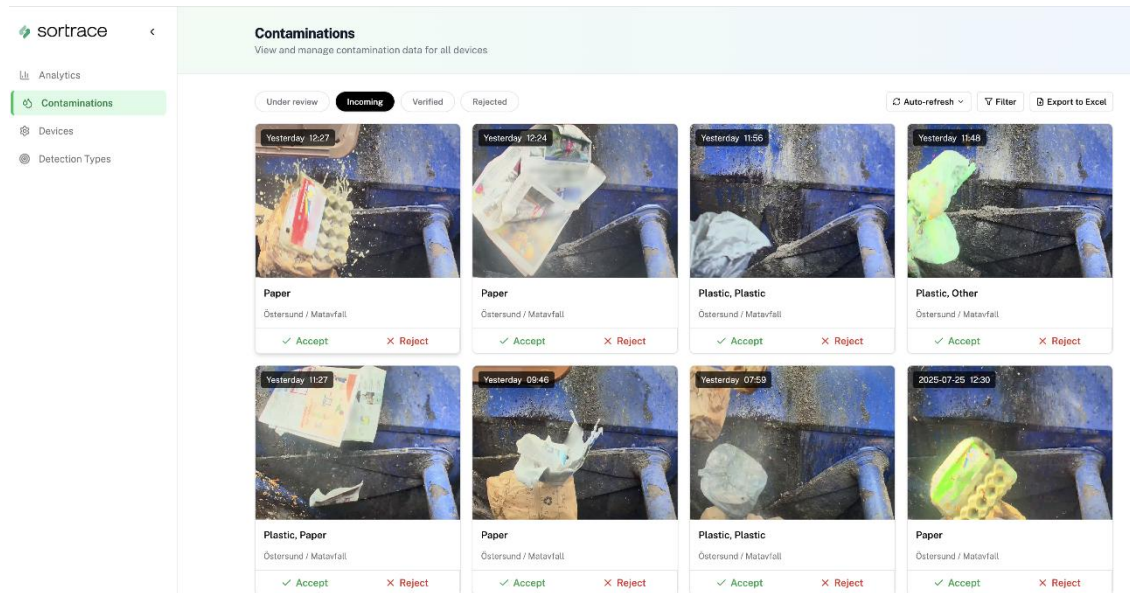 sortrace
Analytics
Contaminations
Devices
Detection Types
Contaminations
View and manage contamination data for all devices
Under review Incoming Verified Rejected Auto-refresh Filter Export to Excel
Yesterday 12:27 Yesterday 12:24 Yesterday 11:56 Yesterday 11:48
Paper Paper Plastic, Plastic Plastic, Other
Östersund / Matavfall Östersund / Matavfall Östersund / Matavfall Östersund / Matavfall
Accept Reject Accept Reject Accept Reject Accept Reject
Yesterday 11:27 Yesterday 09:46 Yesterday 07:59 2025-07-25 12:30
Plastic, Paper Paper Plastic, Plastic Paper
Östersund / Matavfall Östersund / Matavfall Östersund / Matavfall Östersund / Matavfall
Accept Reject Accept Reject Accept Reject Accept Reject